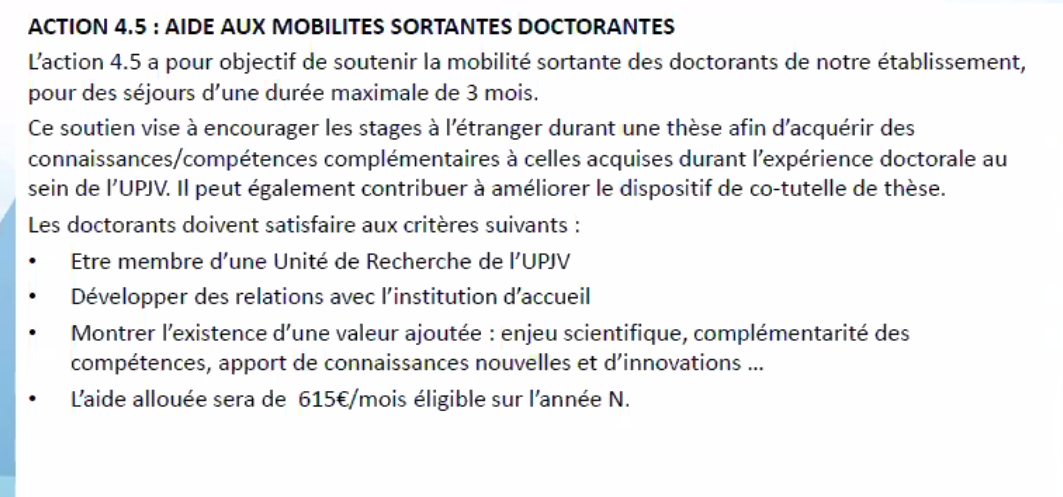 ACTION 4.5 : AIDE AUX MOBILITES SORTANTES DOCTORANTES
L’action 4.5 a pour objectif de soutenir la mobilité sortante des doctorants de notre établissement,
pour des séjours d’une durée maximale de 3 mois.
Ce soutien vise à encourager les stages à l’étranger durant une thèse afin d’acquérir des
connaissances/compétences complémentaires à celles acquises durant l’expérience doctorale au
sein de l’UPJV. Il peut également contribuer à améliorer le dispositif de co-tutelle de thèse.
Les doctorants doivent satisfaire aux critères suivants :
• Etre membre d’une Unité de Recherche de l’UPJV
• Développer des relations avec l’institution d’accueil
• Montrer l’existence d’une valeur ajoutée : enjeu scientifique, complémentarité des
compétences, apport de connaissances nouvelles et d’innovations ...
• L’aide allouée sera de 615€/mois éligible sur l’année N.